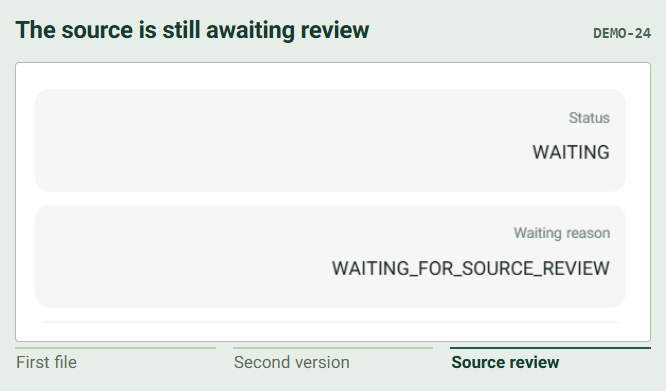 The source is still awaiting review
DEMO-24
Status
WAITING
Waiting reason
WAITING_FOR_SOURCE_REVIEW
First file
Second version
Source review